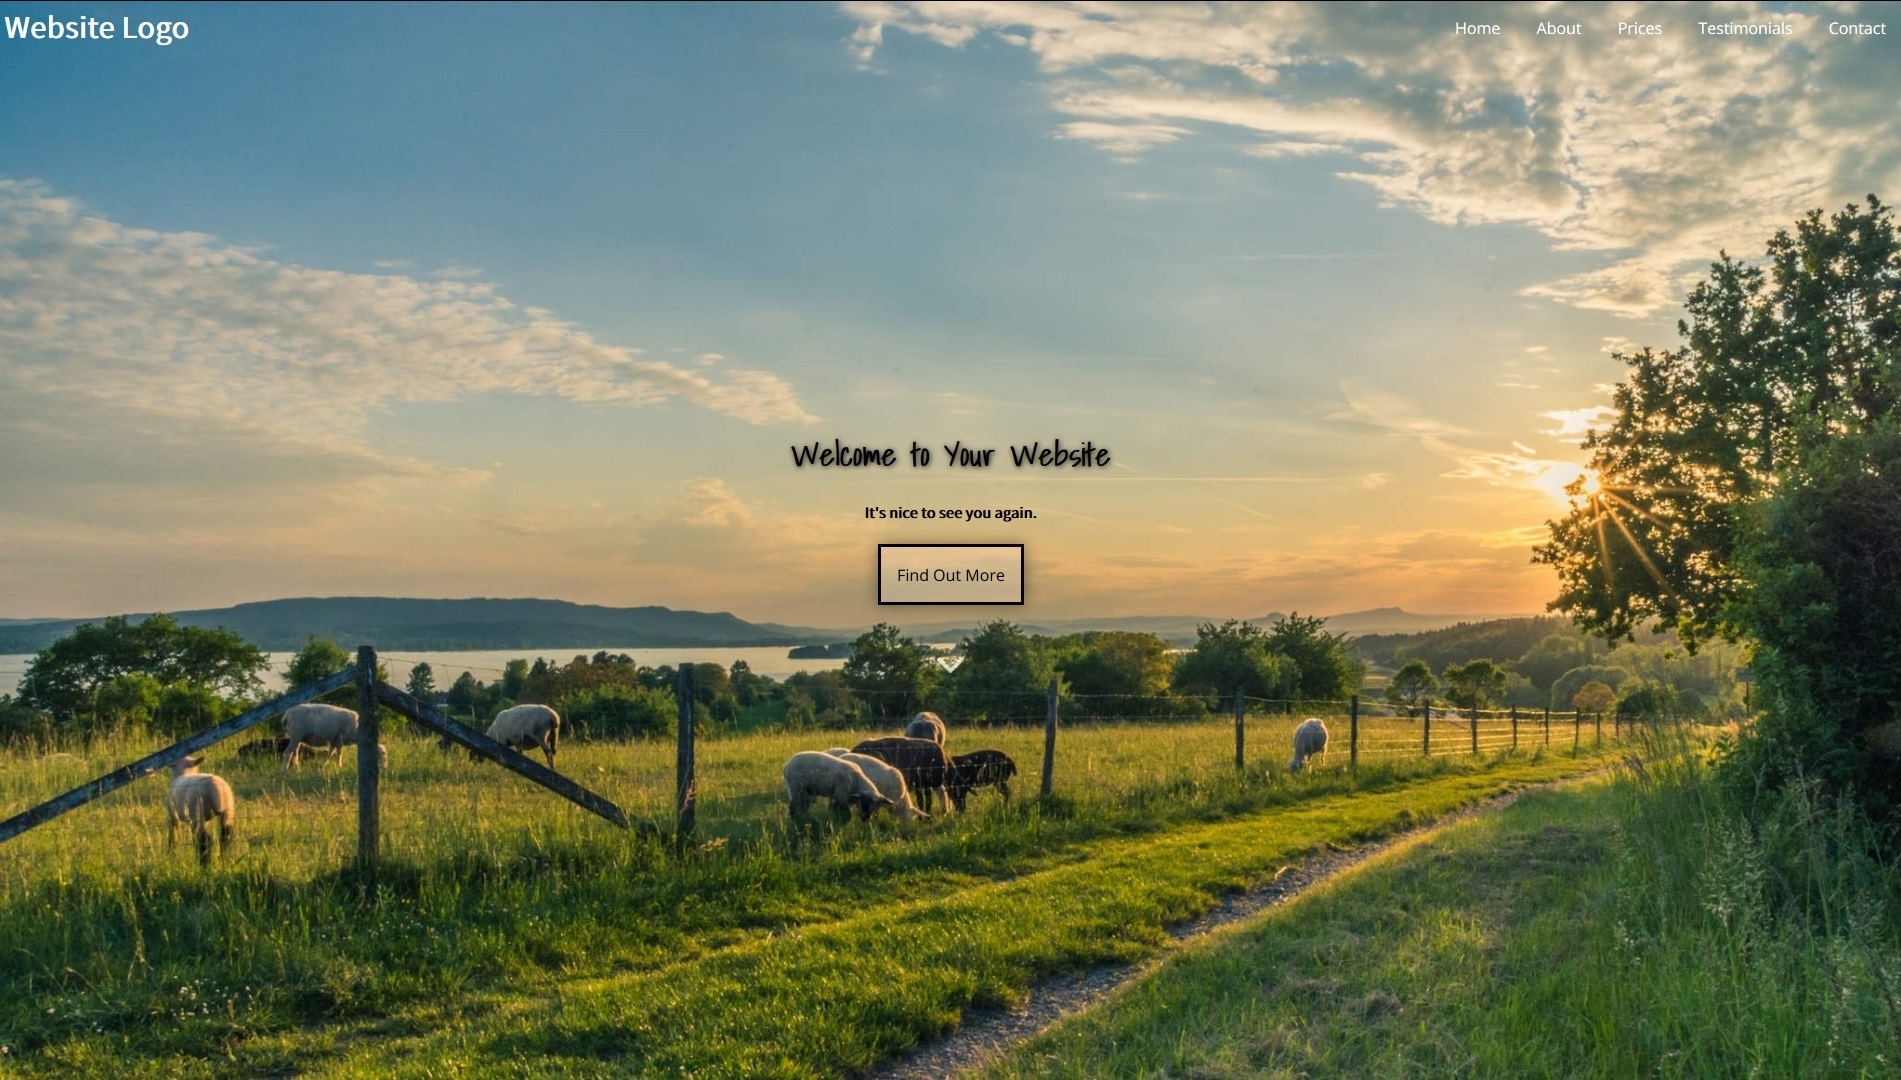 Website Logo
Home About Prices Testimonials Contact
Welcome to Your Website
It's nice to see you again.
Find Out More